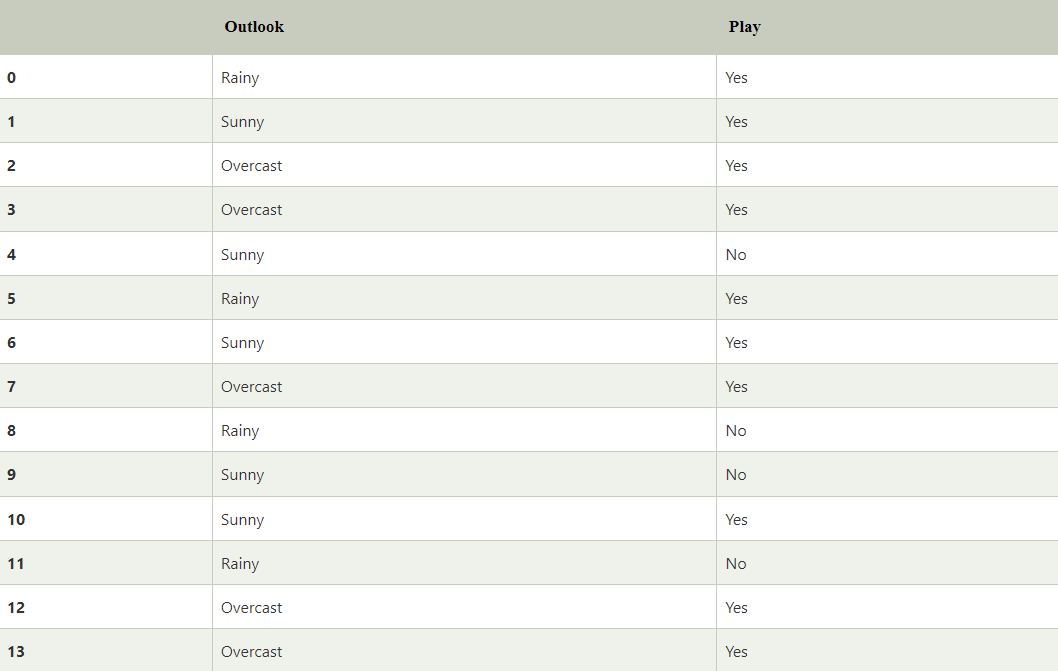 Outlook Play
0 Rainy Yes
1 Sunny Yes
2 Overcast Yes
3 Overcast Yes
4 Sunny No
5 Rainy Yes
6 Sunny Yes
7 Overcast Yes
8 Rainy No
9 Sunny No
10 Sunny Yes
11 Rainy No
12 Overcast Yes
13 Overcast Yes